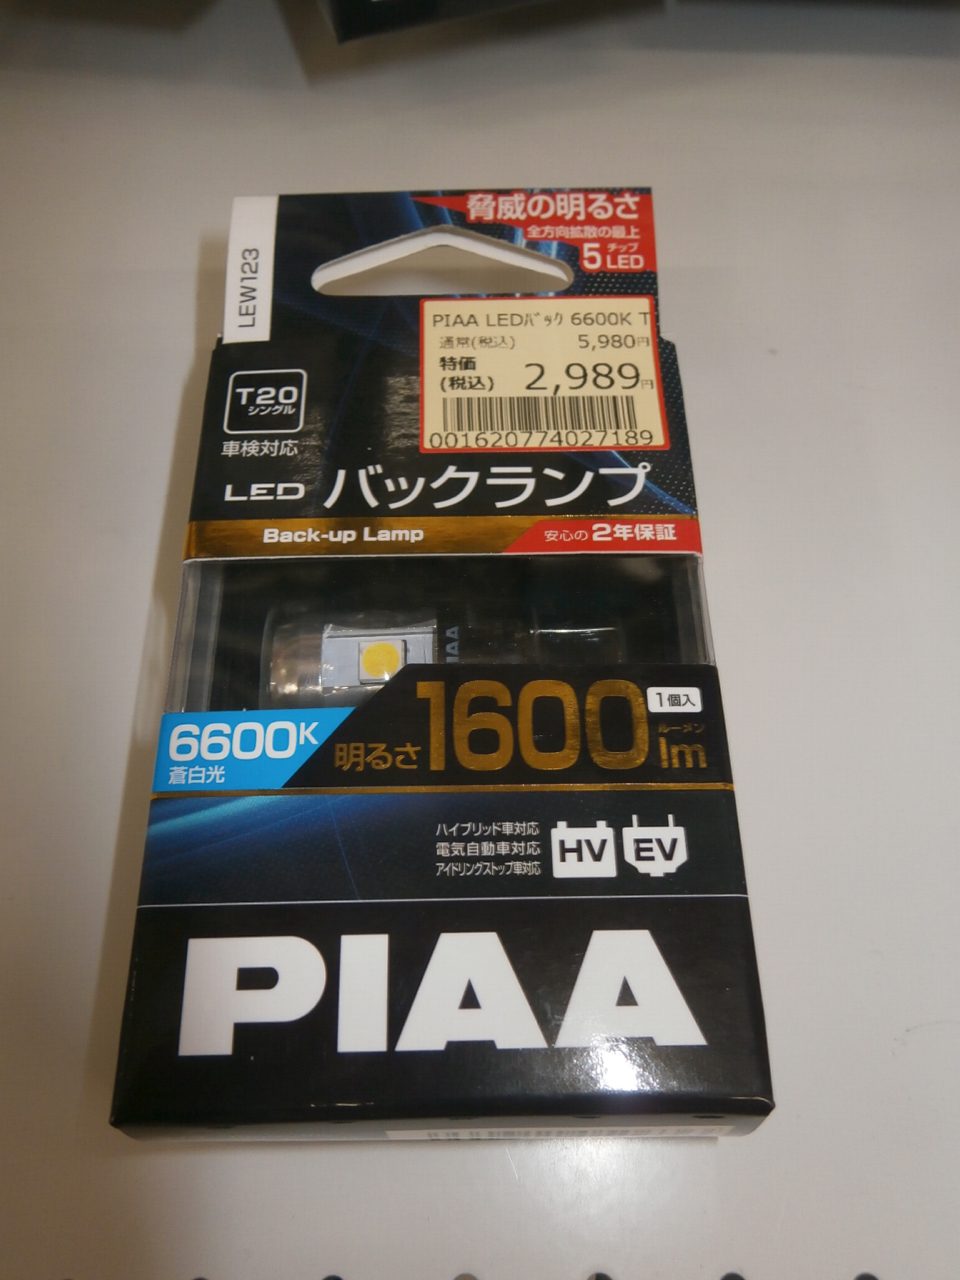 LEW123
脅威の明るさ
全方向拡散の最上
5チップLED
PIAA LEDバック 6600K T
通常(税込) 5,980円
特価(税込) 2,989円
001620774027189
T20
シングル
車検対応
LED バックランプ
Back-up Lamp
安心の2年保証
PIAA
6600K
蒼白光
明るさ1600ルーメンlm
1個入
ハイブリッド車対応
電気自動車対応
アイドリングストップ車対応
HV
EV
PIAA